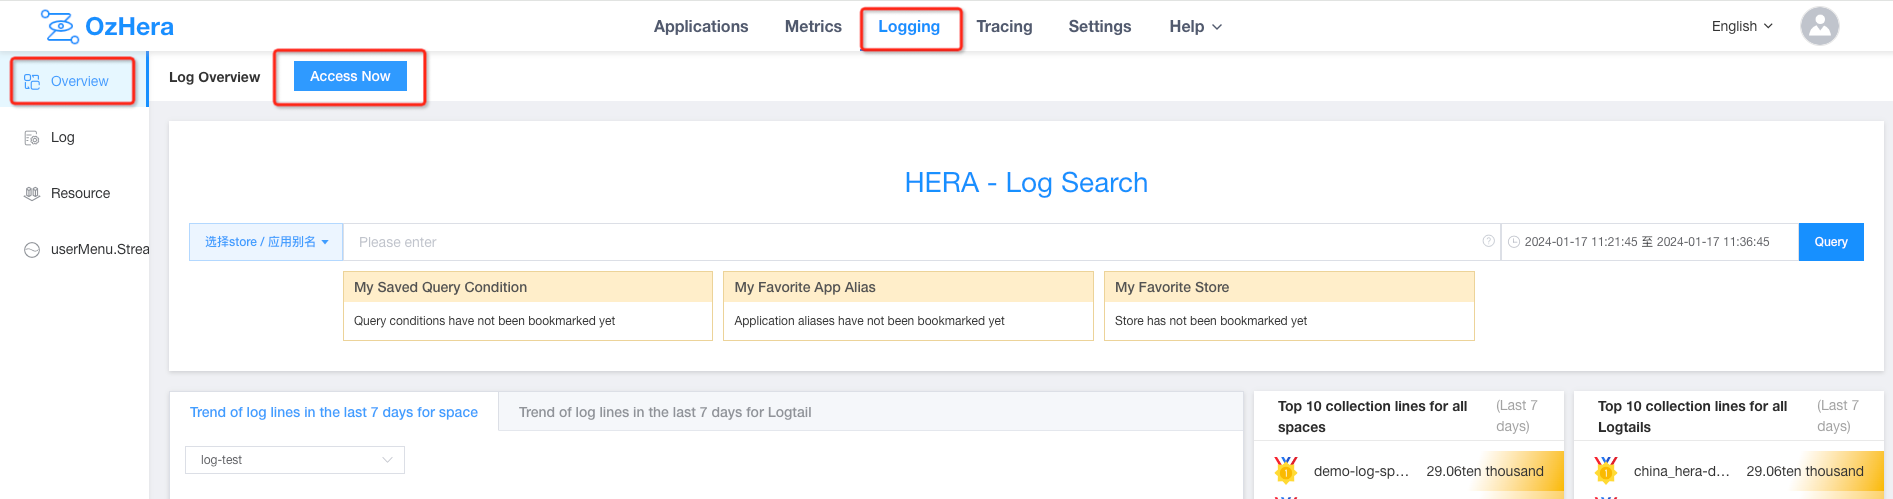 OzHera
Applications
Metrics
Logging
Tracing
Settings
Help
English
Overview
Log
Resource
userMenu.Strea
Log Overview
Access Now
HERA - Log Search
选择store / 应用别名
Please enter
2024-01-17 11:21:45 至 2024-01-17 11:36:45
Query
My Saved Query Condition
Query conditions have not been bookmarked yet
My Favorite App Alias
Application aliases have not been bookmarked yet
My Favorite Store
Store has not been bookmarked yet
Trend of log lines in the last 7 days for space
Trend of log lines in the last 7 days for Logtail
log-test
Top 10 collection lines for all
spaces
(Last 7
days)
1
demo-log-sp...
29.06ten thousand
Top 10 collection lines for all
Logtails
(Last 7
days)
1
china_hera-d...
29.06ten thousand